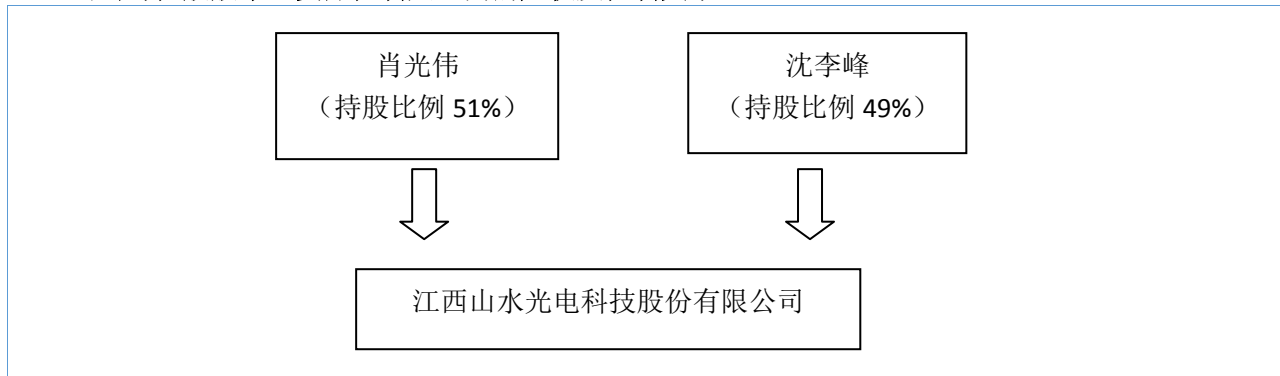 肖光伟
（持股比例 51%）
沈李峰
（持股比例 49%）
江西山水光电科技股份有限公司